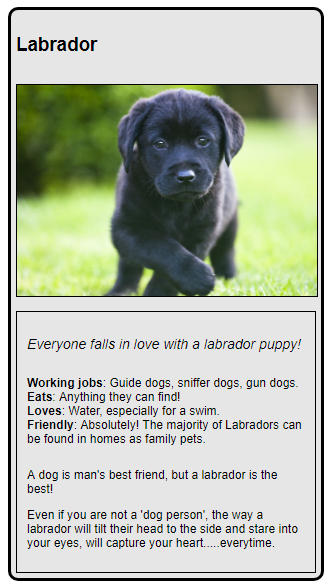 Labrador
Everyone falls in love with a labrador puppy!
Working jobs: Guide dogs, sniffer dogs, gun dogs.
Eats: Anything they can find!
Loves: Water, especially for a swim.
Friendly: Absolutely! The majority of Labradors can
be found in homes as family pets.
A dog is man's best friend, but a labrador is the
best!
Even if you are not a 'dog person', the way a
labrador will tilt their head to the side and stare into
your eyes, will capture your heart.....everytime.